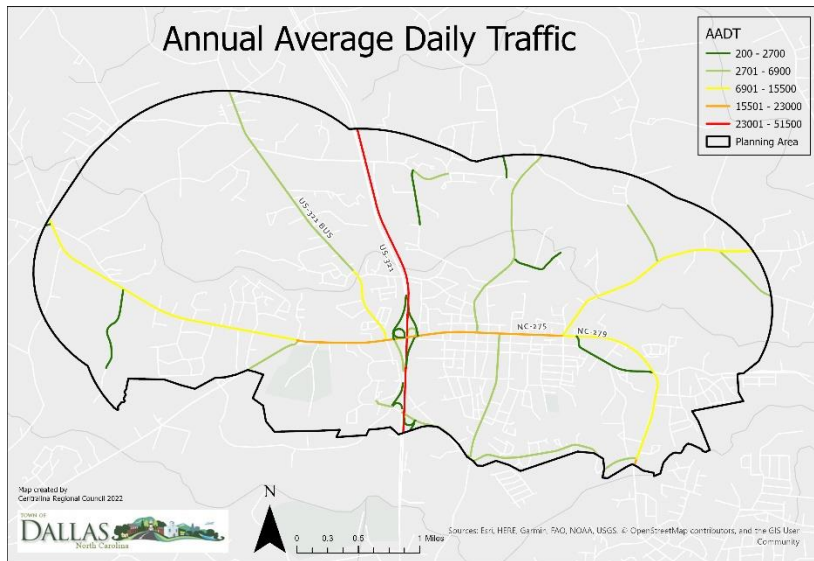 Annual Average Daily Traffic
AADT
200 - 2700
2701 - 6900
6901 - 15500
15501 - 23000
23001 - 51500
Planning Area
US-321 BUS
US-321
NC-275
NC-279
Map created by
Centralina Regional Council 2022
TOWN OF
DALLAS
North Carolina
N
0 0.3 0.5 1 Miles
Sources: Esri, HERE, Garmin, FAO, NOAA, USGS, © OpenStreetMap contributors, and the GIS User
Community